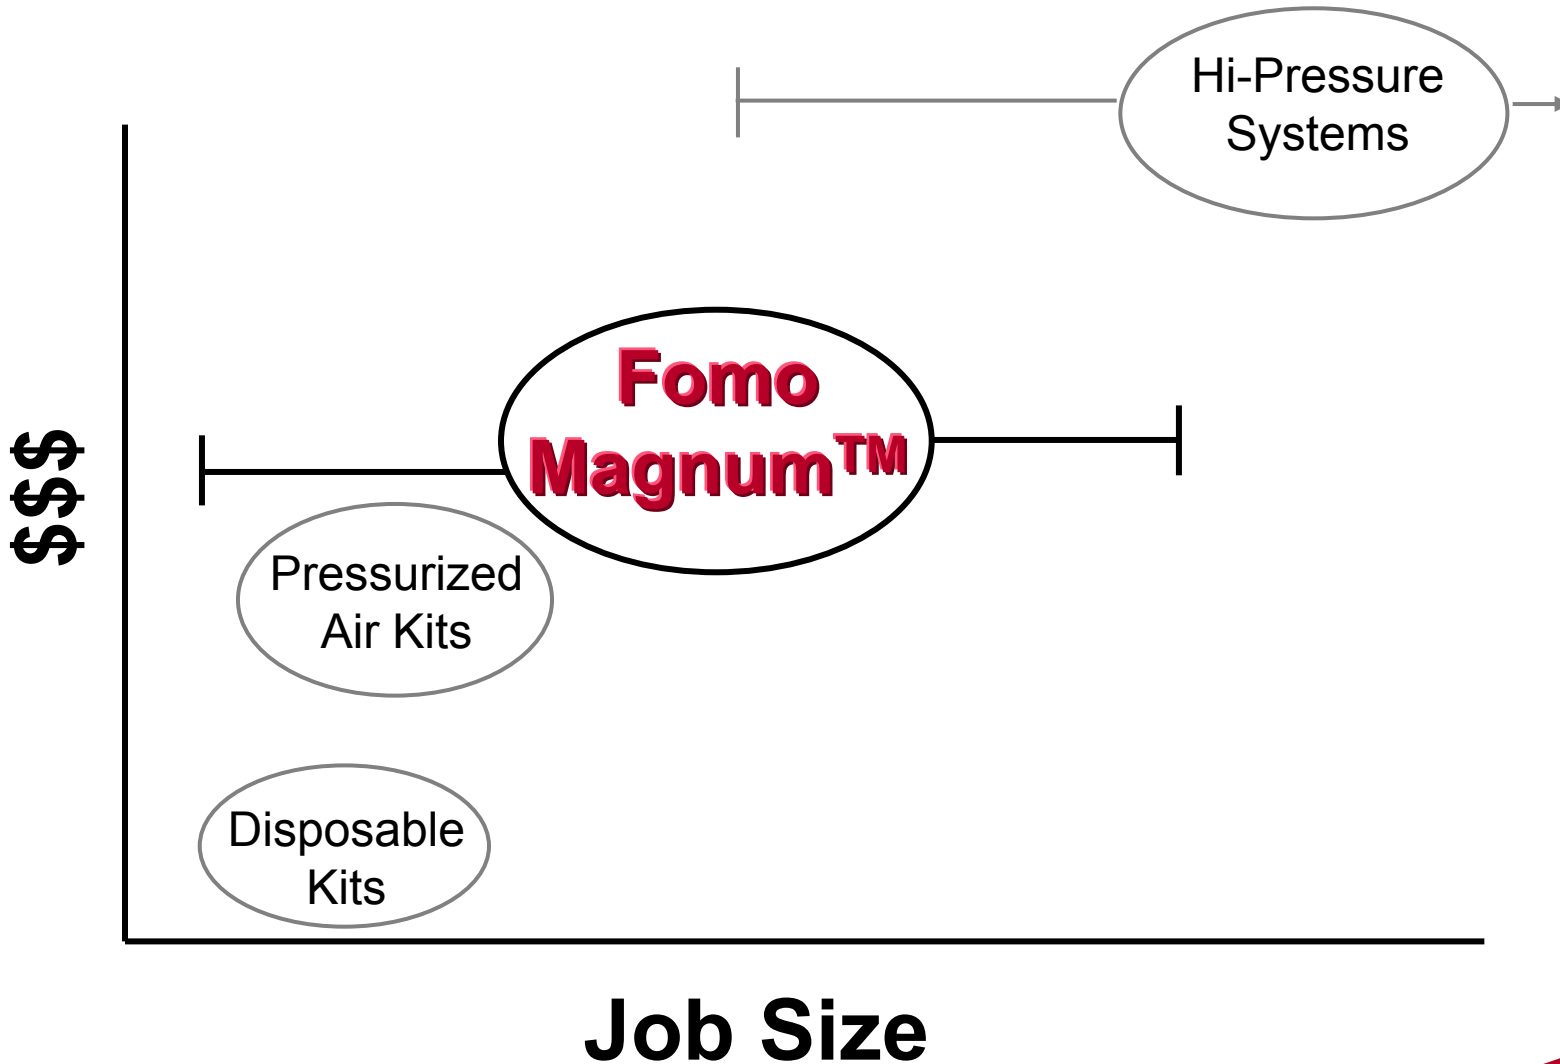 Hi-Pressure
Systems
Fomo
Magnum™
$$$
Pressurized
Air Kits
Disposable
Kits
Job Size